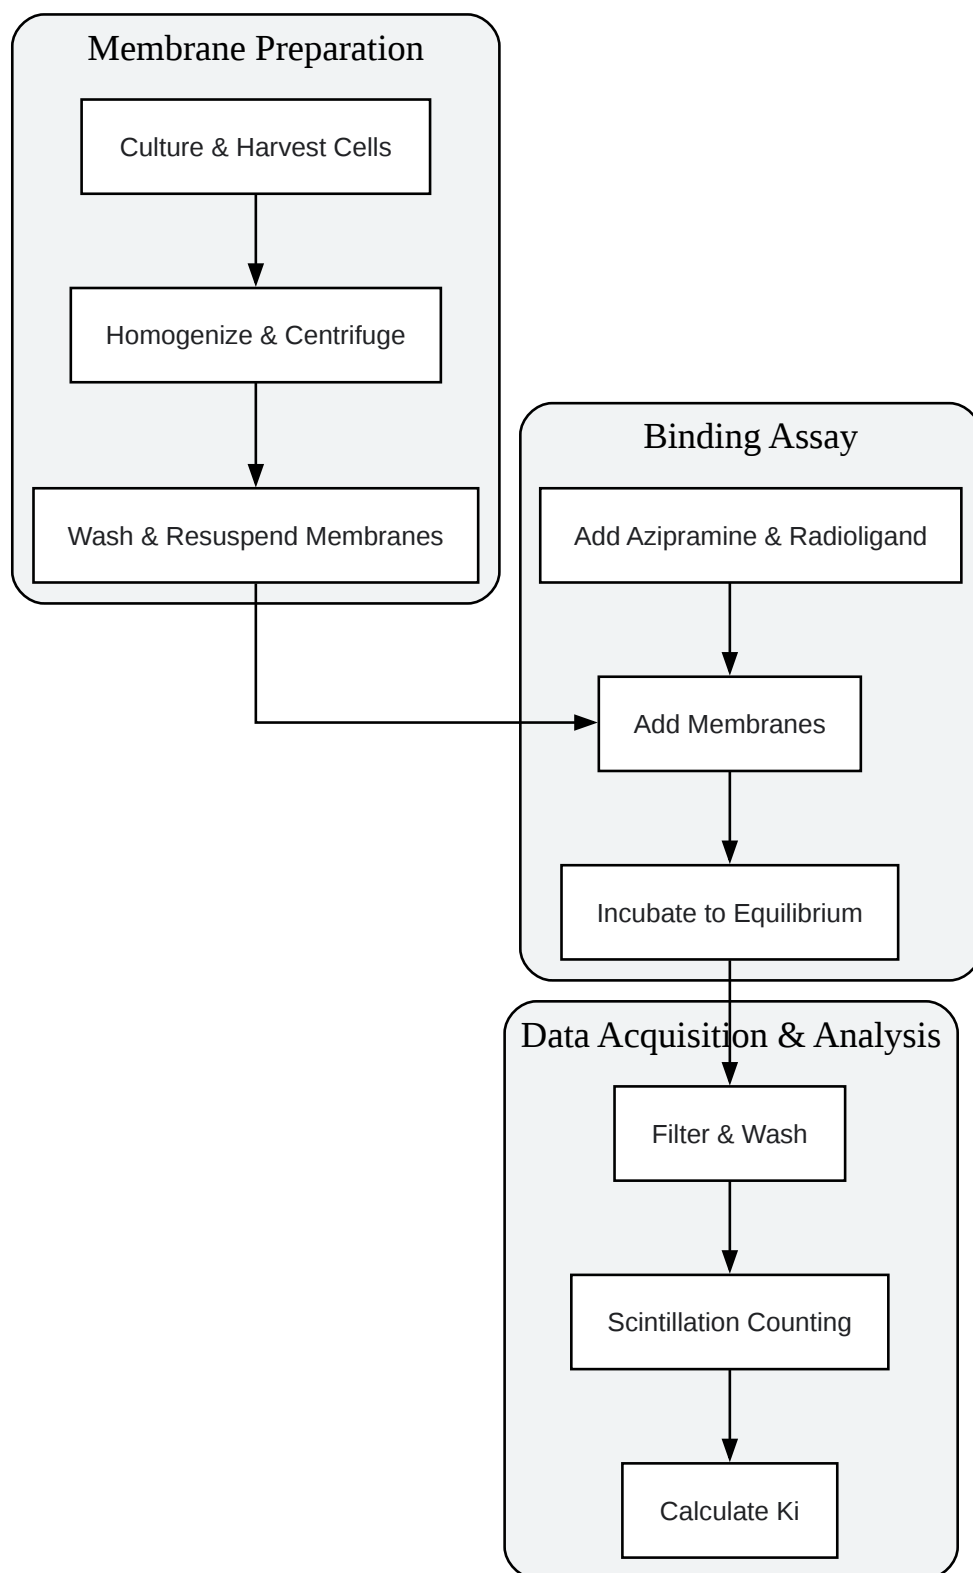 Membrane Preparation
Culture & Harvest Cells
Homogenize & Centrifuge
Wash & Resuspend Membranes
Binding Assay
Add Azipramine & Radioligand
Add Membranes
Incubate to Equilibrium
Data Acquisition & Analysis
Filter & Wash
Scintillation Counting
Calculate Ki